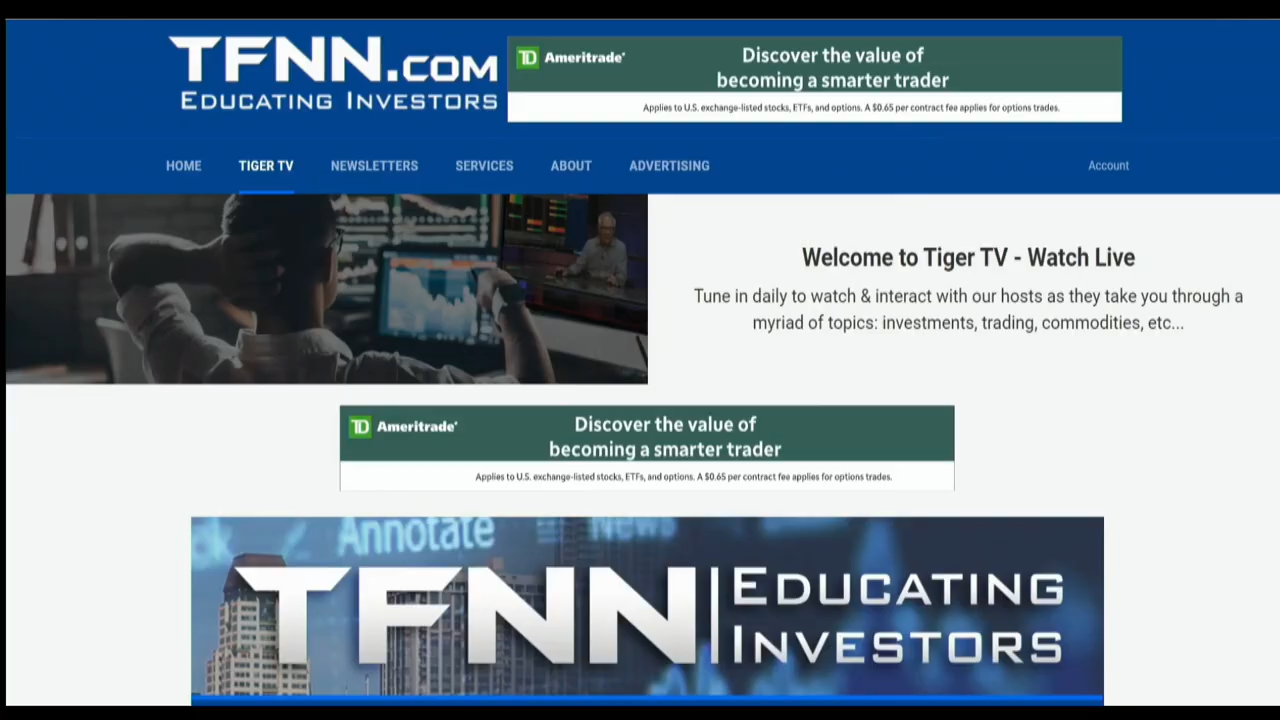 TFNN.COM
EDUCATING INVESTORS
TD Ameritrade
Discover the value of
becoming a smarter trader
Applies to U.S. exchange-listed stocks, ETFs, and options. A $0.65 per contract fee applies for options trades.
HOME TIGER TV NEWSLETTERS SERVICES ABOUT ADVERTISING Account
Welcome to Tiger TV - Watch Live
Tune in daily to watch & interact with our hosts as they take you through a
myriad of topics: investments, trading, commodities, etc...
TD Ameritrade
Discover the value of
becoming a smarter trader
Applies to U.S. exchange-listed stocks, ETFs, and options. A $0.65 per contract fee applies for options trades.
Annotate News
TFNN EDUCATING
INVESTORS